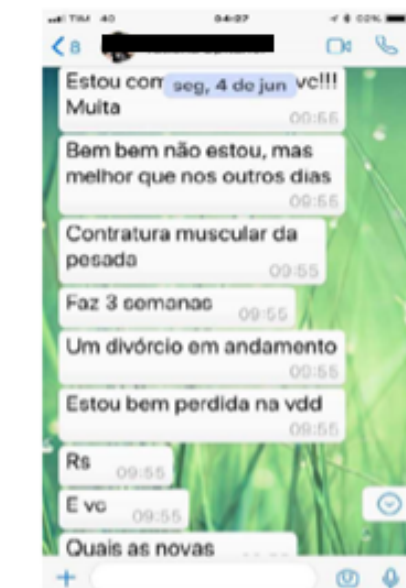 TIM 4G 04:27
8
seg, 4 de jun
Estou com vc!!!
Muita 09:55
Bem bem não estou, mas
melhor que nos outros dias
09:55
Contratura muscular da
pesada 09:55
Faz 3 semanas 09:55
Um divórcio em andamento
09:55
Estou bem perdida na vdd
09:55
Rs 09:55
E vc 09:55
Quais as novas